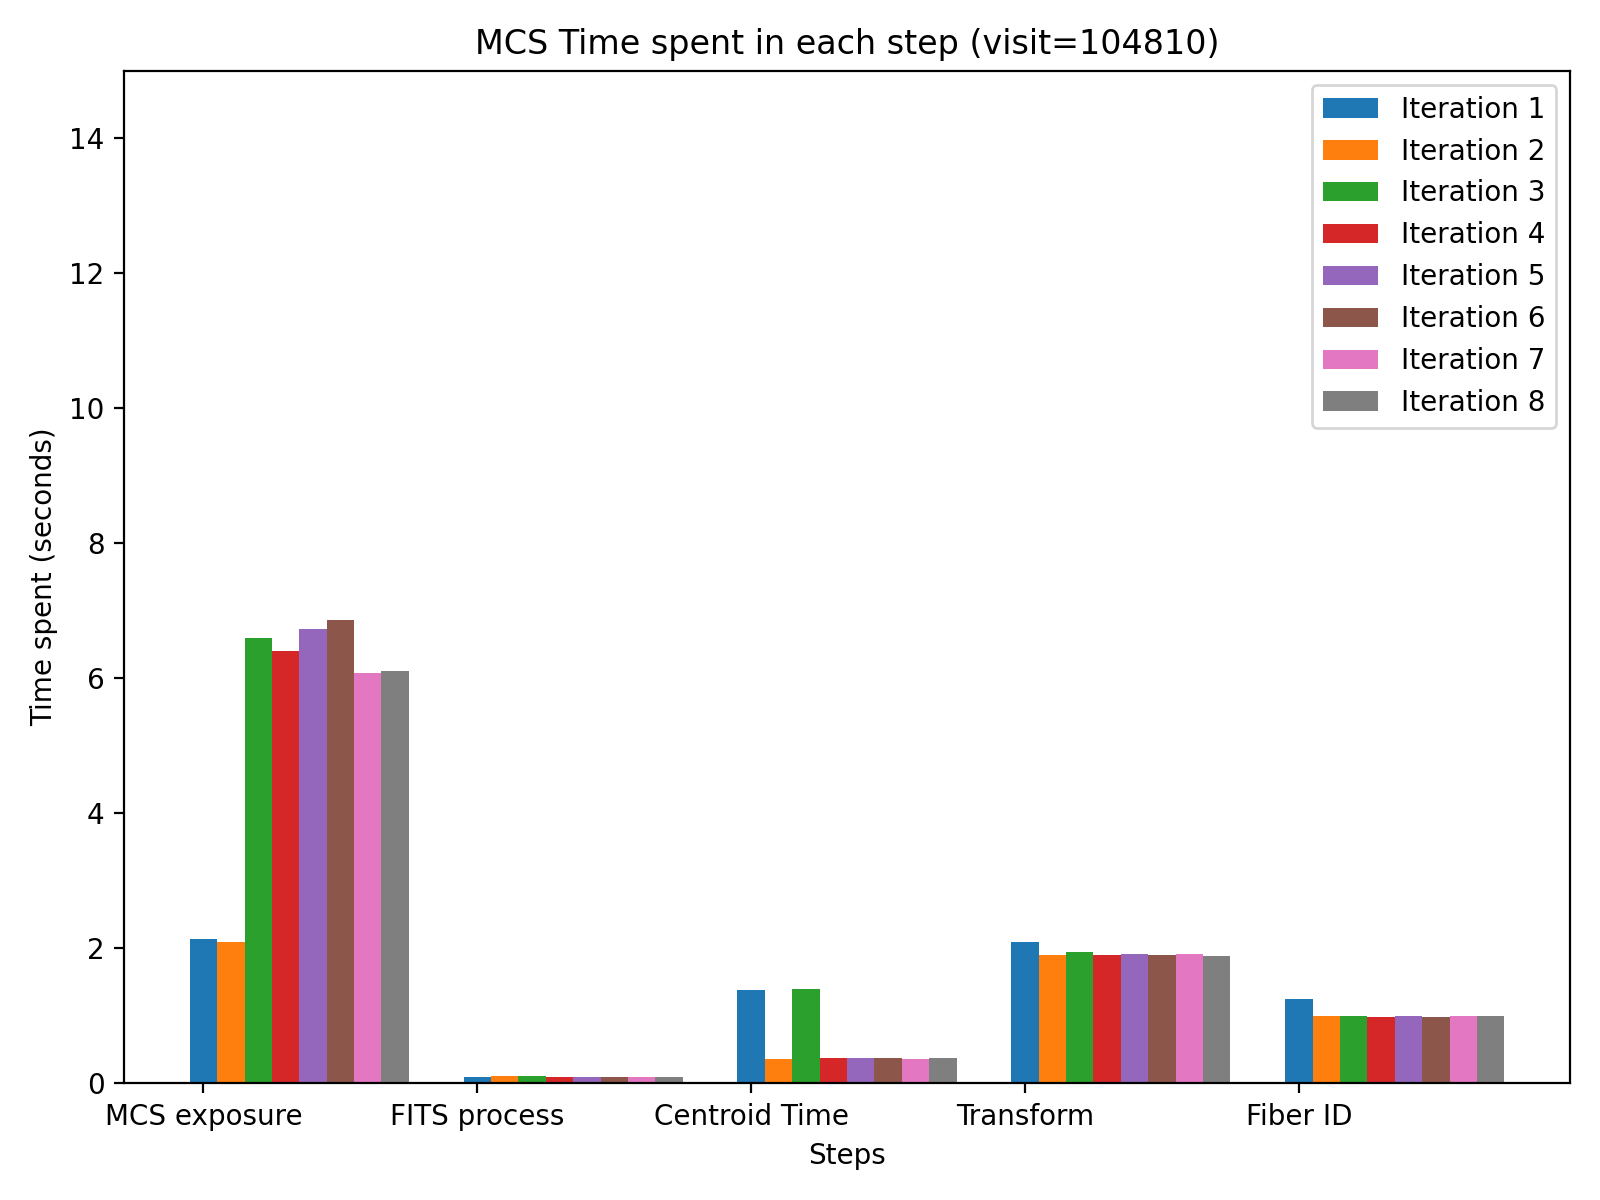 MCS Time spent in each step (visit=104810)
Iteration 1
Iteration 2
Iteration 3
Iteration 4
Iteration 5
Iteration 6
Iteration 7
Iteration 8
Time spent (seconds)
14
12
10
8
6
4
2
0
MCS exposure FITS process Centroid Time Transform Fiber ID
Steps